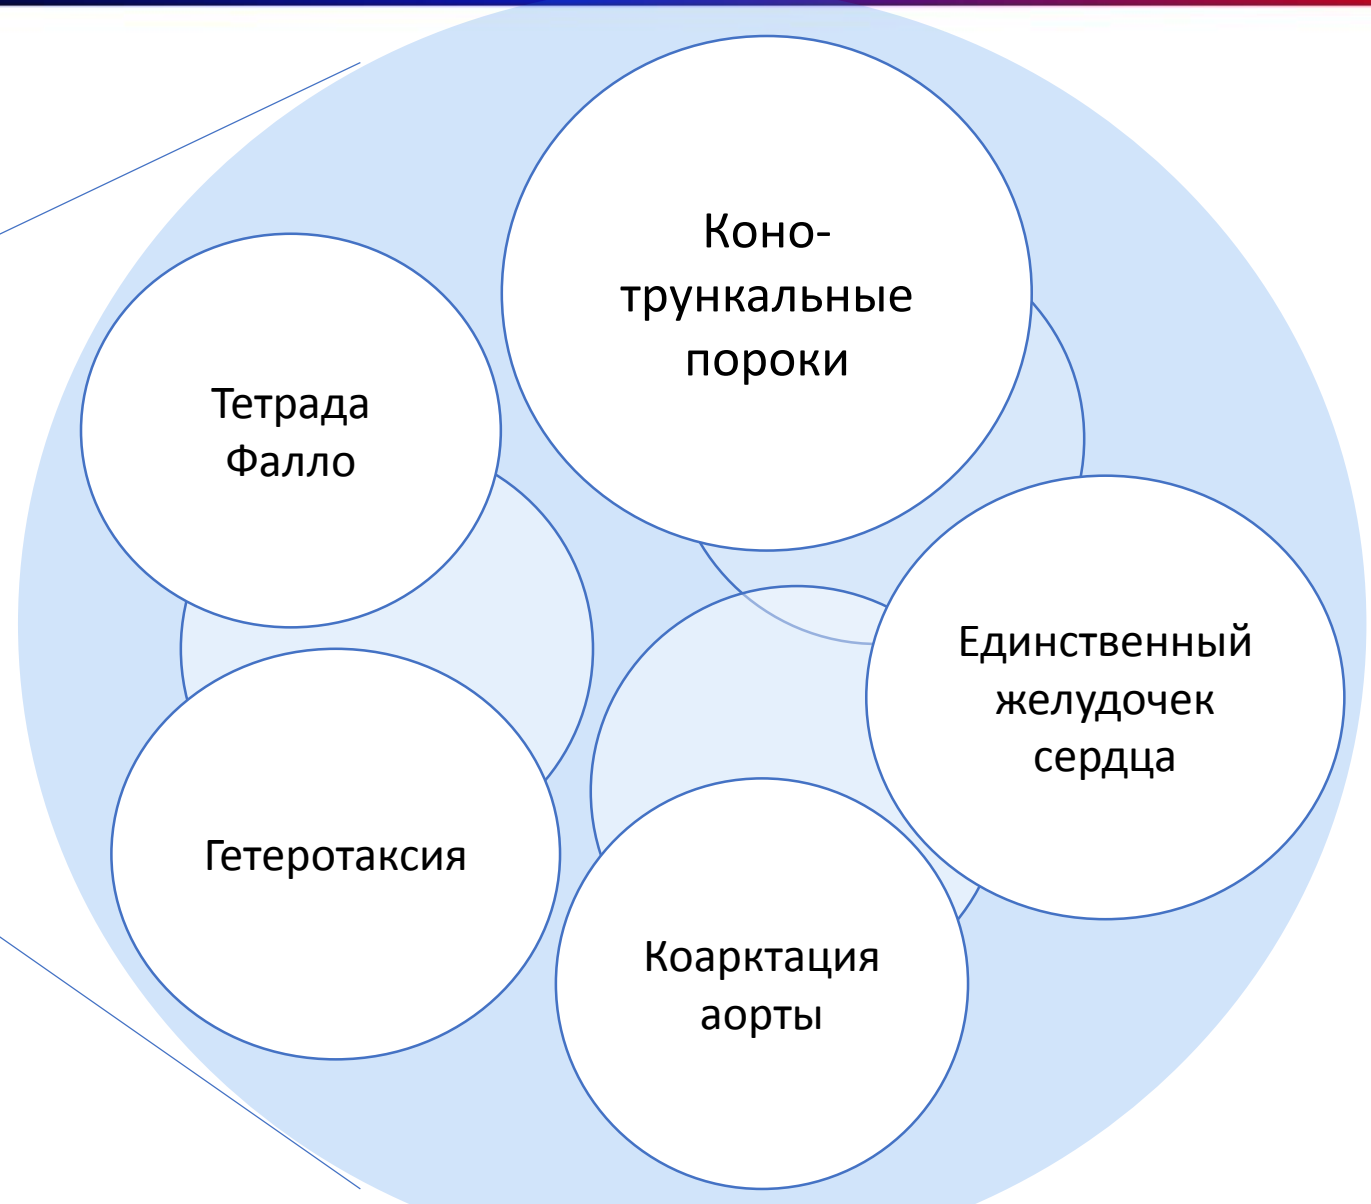 Коно-
трункальные
пороки
Тетрада
Фалло
Единственный
желудочек
сердца
Гетеротаксия
Коарктация
аорты